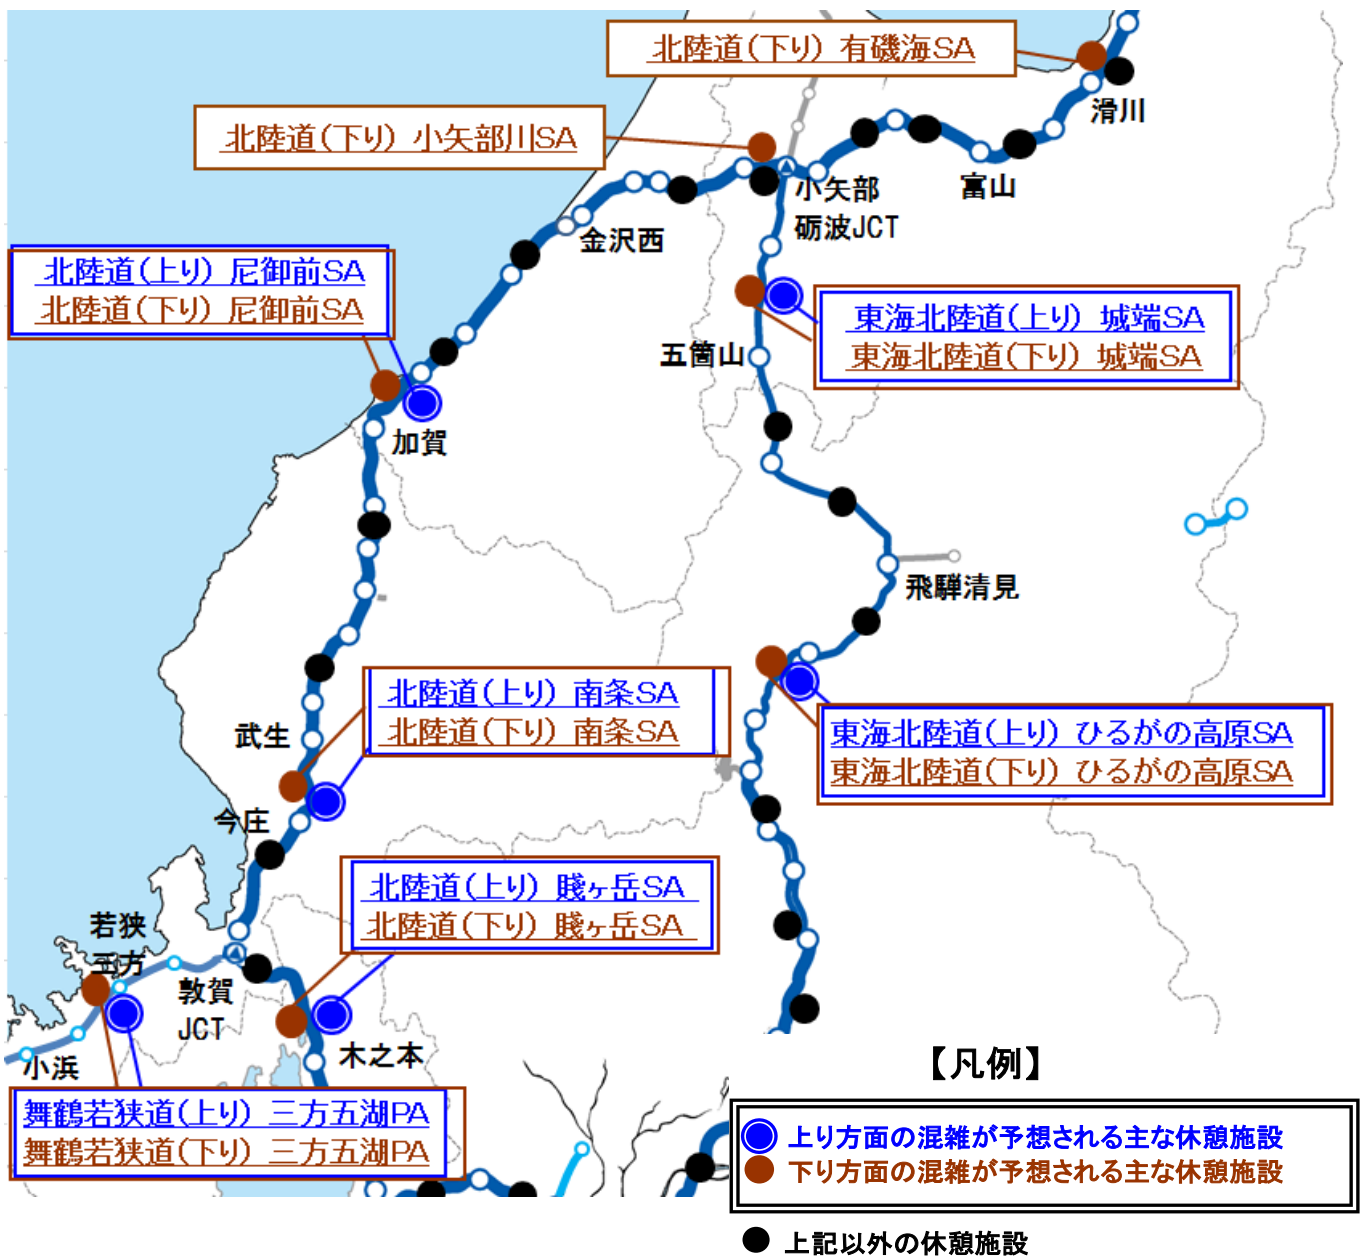 北陸道(下り) 有磯海SA
滑川
北陸道(下り) 小矢部川SA
小矢部
砺波JCT
富山
金沢西
北陸道(上り) 尼御前SA
北陸道(下り) 尼御前SA
東海北陸道(上り) 城端SA
東海北陸道(下り) 城端SA
五箇山
加賀
飛騨清見
北陸道(上り) 南条SA
北陸道(下り) 南条SA
武生
東海北陸道(上り) ひるがの高原SA
東海北陸道(下り) ひるがの高原SA
今庄
北陸道(上り) 賤ヶ岳SA
北陸道(下り) 賤ヶ岳SA
若狭
三方
敦賀
JCT
木之本
小浜
舞鶴若狭道(上り) 三方五湖PA
舞鶴若狭道(下り) 三方五湖PA
【凡例】
上り方面の混雑が予想される主な休憩施設
下り方面の混雑が予想される主な休憩施設
上記以外の休憩施設